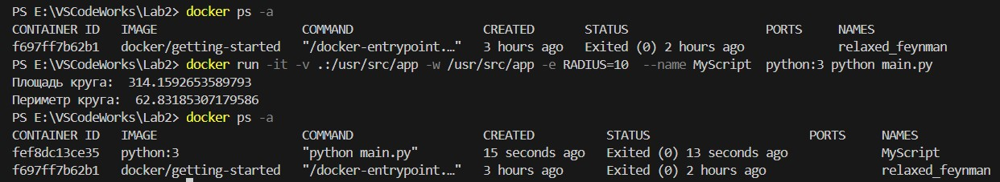 PS E:\VSCodeWorks\Lab2> docker ps -a
CONTAINER ID   IMAGE                    COMMAND                  CREATED       STATUS                   PORTS     NAMES
f697ff7b62b1   docker/getting-started   "/docker-entrypoint.…"   3 hours ago   Exited (0) 2 hours ago             relaxed_feynman
PS E:\VSCodeWorks\Lab2> docker run -it -v .:/usr/src/app -w /usr/src/app -e RADIUS=10  --name MyScript  python:3 python main.py
Площадь круга:  314.1592653589793
Периметр круга:  62.83185307179586
PS E:\VSCodeWorks\Lab2> docker ps -a
CONTAINER ID   IMAGE                    COMMAND                  CREATED          STATUS                      PORTS     NAMES
fef8dc13ce35   python:3                 "python main.py"         15 seconds ago   Exited (0) 13 seconds ago             MyScript
f697ff7b62b1   docker/getting-started   "/docker-entrypoint.…"   3 hours ago      Exited (0) 2 hours ago                relaxed_feynman